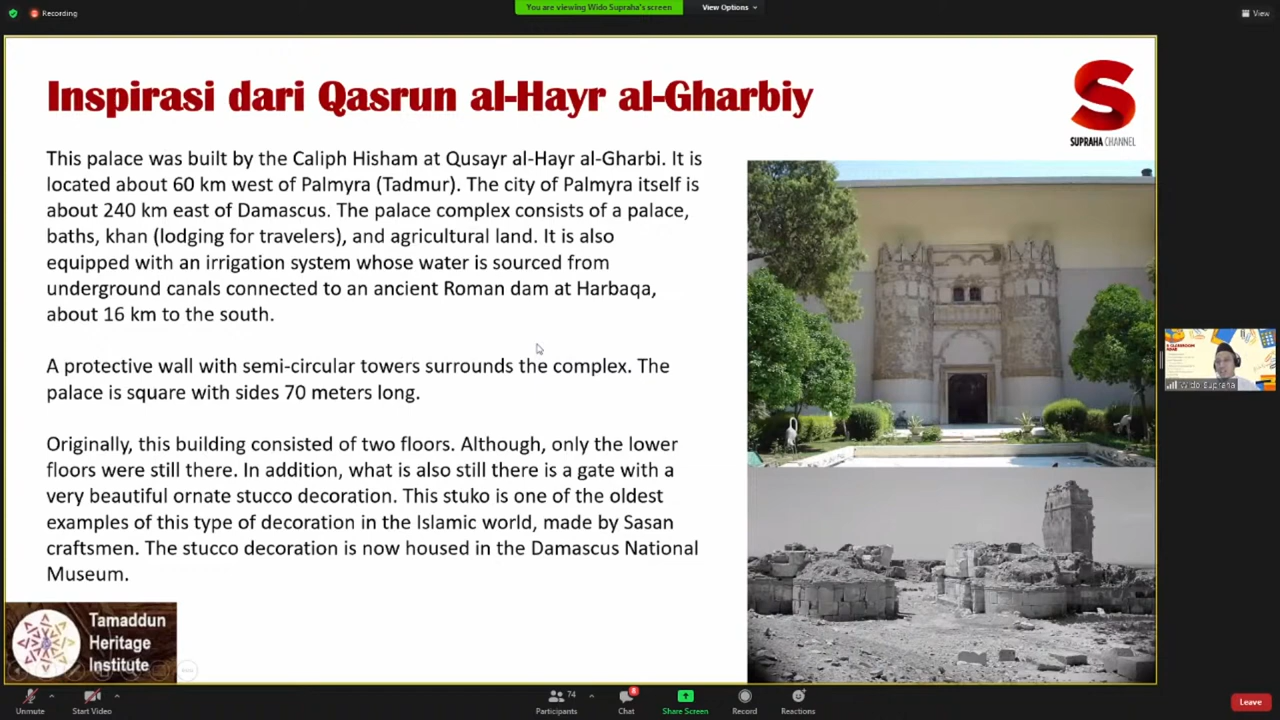 Recording
You are viewing Wido Supraha's screen
View Options
View
Inspirasi dari Qasrun al-Hayr al-Gharbiy
SUPRAHA CHANNEL
This palace was built by the Caliph Hisham at Qusayr al-Hayr al-Gharbi. It is
located about 60 km west of Palmyra (Tadmur). The city of Palmyra itself is
about 240 km east of Damascus. The palace complex consists of a palace,
baths, khan (lodging for travelers), and agricultural land. It is also
equipped with an irrigation system whose water is sourced from
underground canals connected to an ancient Roman dam at Harbaqa,
about 16 km to the south.
A protective wall with semi-circular towers surrounds the complex. The
palace is square with sides 70 meters long.
Originally, this building consisted of two floors. Although, only the lower
floors were still there. In addition, what is also still there is a gate with a
very beautiful ornate stucco decoration. This stuko is one of the oldest
examples of this type of decoration in the Islamic world, made by Sasan
craftsmen. The stucco decoration is now housed in the Damascus National
Museum.
Wido Supraha
Tamaddun
Heritage
Institute
Unmute
Start Video
74
Participants
8
Chat
Share Screen
Record
Reactions
Leave